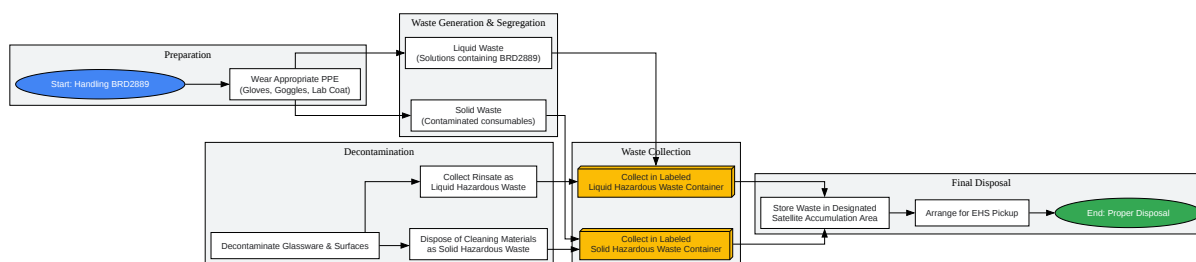 Waste Generation & Segregation
Preparation
Start: Handling BRD2889
Wear Appropriate PPE
(Gloves, Goggles, Lab Coat)
Liquid Waste
(Solutions containing BRD2889)
Solid Waste
(Contaminated consumables)
Decontamination
Collect Rinsate as
Liquid Hazardous Waste
Decontaminate Glassware & Surfaces
Dispose of Cleaning Materials
as Solid Hazardous Waste
Waste Collection
Collect in Labeled
Liquid Hazardous Waste Container
Collect in Labeled
Solid Hazardous Waste Container
Final Disposal
Store Waste in Designated
Satellite Accumulation Area
Arrange for EHS Pickup
End: Proper Disposal